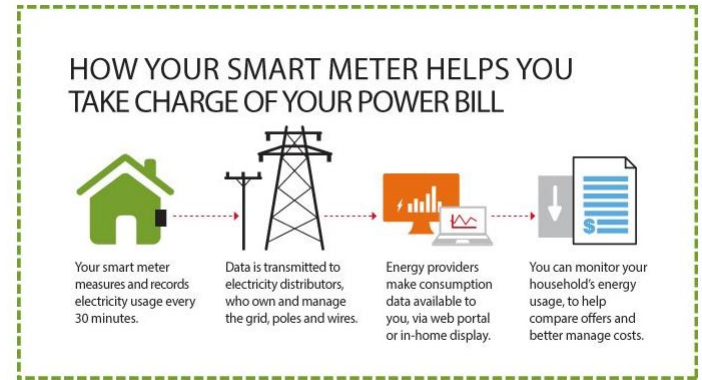 HOW YOUR SMART METER HELPS YOU
TAKE CHARGE OF YOUR POWER BILL
Your smart meter
measures and records
electricity usage every
30 minutes.
Data is transmitted to
electricity distributors,
who own and manage
the grid, poles and wires.
Energy providers
make consumption
data available to
you, via web portal
or in-home display.
$
You can monitor your
household's energy
usage, to help
compare offers and
better manage costs.